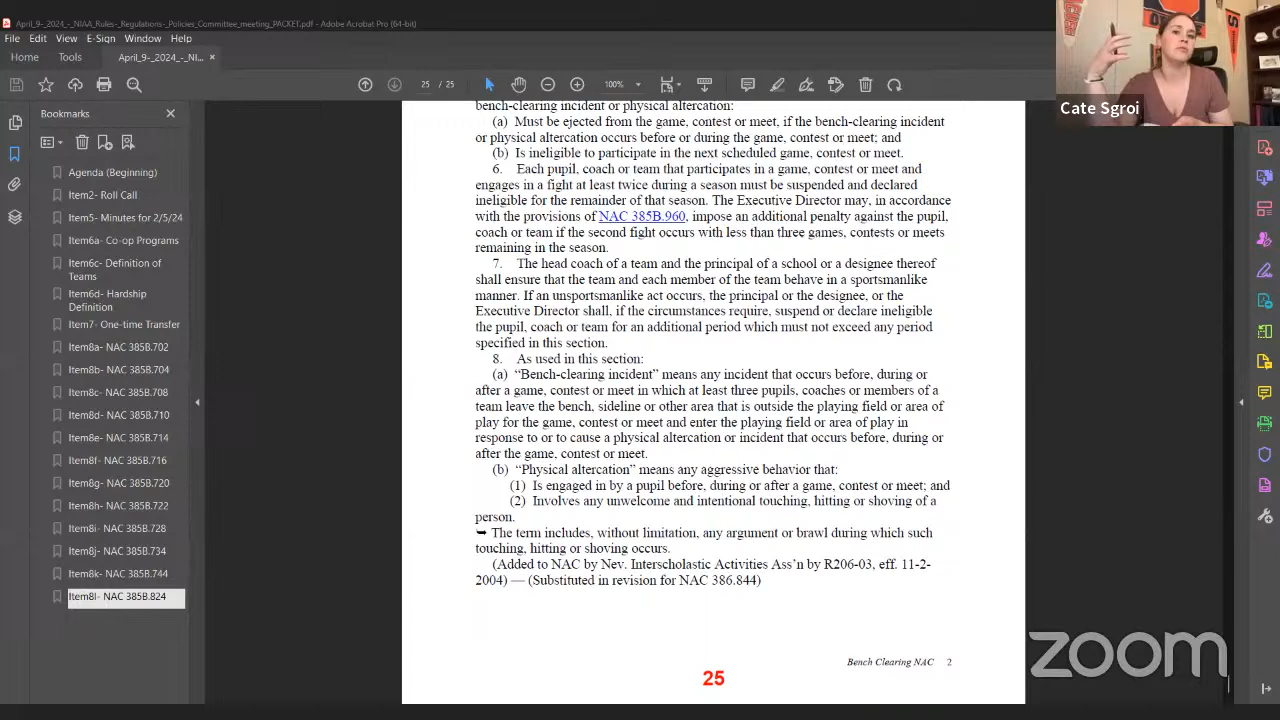 April_9-_2024_-_NIAA_Rules-_Regulations-_Policies_Committee_meeting_PACKET.pdf - Adobe Acrobat Pro (64-bit)
File Edit View E-Sign Window Help
Home Tools April_9-_2024_-_NI... ×
25 / 25 100%
Bookmarks
Agenda (Beginning)
Item2- Roll Call
Item5- Minutes for 2/5/24
Item6a- Co-op Programs
Item6c- Definition of
Teams
Item6d- Hardship
Definition
Item7- One-time Transfer
Item8a- NAC 385B.702
Item8b- NAC 385B.704
Item8c- NAC 385B.708
Item8d- NAC 385B.710
Item8e- NAC 385B.714
Item8f- NAC 385B.716
Item8g- NAC 385B.720
Item8h- NAC 385B.722
Item8i- NAC 385B.728
Item8j- NAC 385B.734
Item8k- NAC 385B.744
Item8l- NAC 385B.824
bench-clearing incident or physical altercation:
(a) Must be ejected from the game, contest or meet, if the bench-clearing incident
or physical altercation occurs before or during the game, contest or meet; and
(b) Is ineligible to participate in the next scheduled game, contest or meet.
6. Each pupil, coach or team that participates in a game, contest or meet and
engages in a fight at least twice during a season must be suspended and declared
ineligible for the remainder of that season. The Executive Director may, in accordance
with the provisions of NAC 385B.960, impose an additional penalty against the pupil,
coach or team if the second fight occurs with less than three games, contests or meets
remaining in the season.
7. The head coach of a team and the principal of a school or a designee thereof
shall ensure that the team and each member of the team behave in a sportsmanlike
manner. If an unsportsmanlike act occurs, the principal or the designee, or the
Executive Director shall, if the circumstances require, suspend or declare ineligible
the pupil, coach or team for an additional period which must not exceed any period
specified in this section.
8. As used in this section:
(a) “Bench-clearing incident” means any incident that occurs before, during or
after a game, contest or meet in which at least three pupils, coaches or members of a
team leave the bench, sideline or other area that is outside the playing field or area of
play for the game, contest or meet and enter the playing field or area of play in
response to or to cause a physical altercation or incident that occurs before, during or
after the game, contest or meet.
(b) “Physical altercation” means any aggressive behavior that:
(1) Is engaged in by a pupil before, during or after a game, contest or meet; and
(2) Involves any unwelcome and intentional touching, hitting or shoving of a
person.
➥ The term includes, without limitation, any argument or brawl during which such
touching, hitting or shoving occurs.
(Added to NAC by Nev. Interscholastic Activities Ass’n by R206-03, eff. 11-2-
2004) — (Substituted in revision for NAC 386.844)
Bench Clearing NAC 2
25
Cate Sgroi
zoom